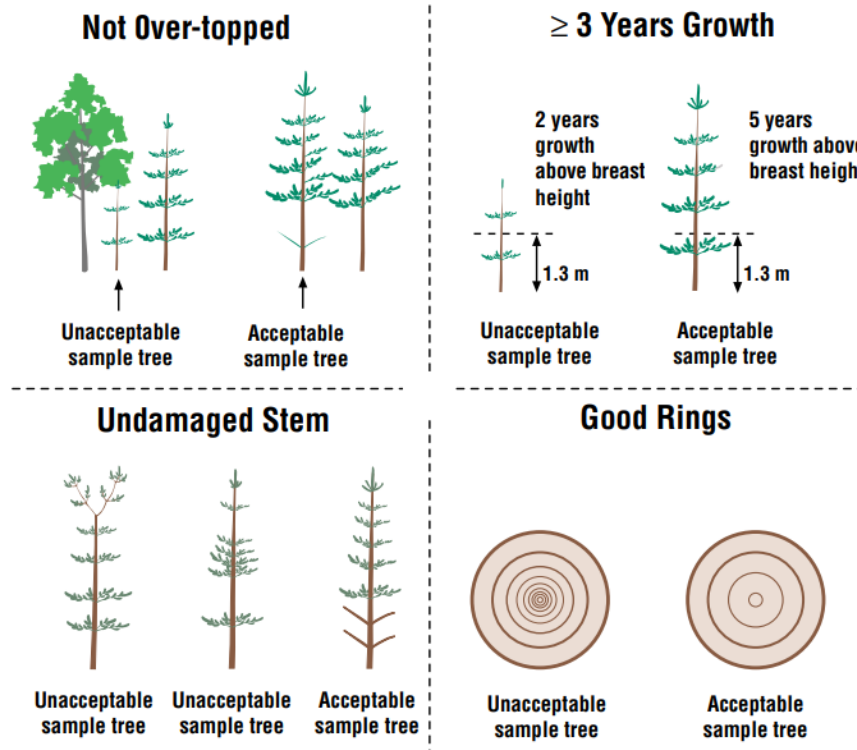 Not Over-topped
Unacceptable
sample tree
Acceptable
sample tree
≥ 3 Years Growth
2 years
growth
above breast
height
5 years
growth above
breast heigh
1.3 m
1.3 m
Unacceptable
sample tree
Acceptable
sample tree
Undamaged Stem
Unacceptable
sample tree
Unacceptable
sample tree
Acceptable
sample tree
Good Rings
Unacceptable
sample tree
Acceptable
sample tree